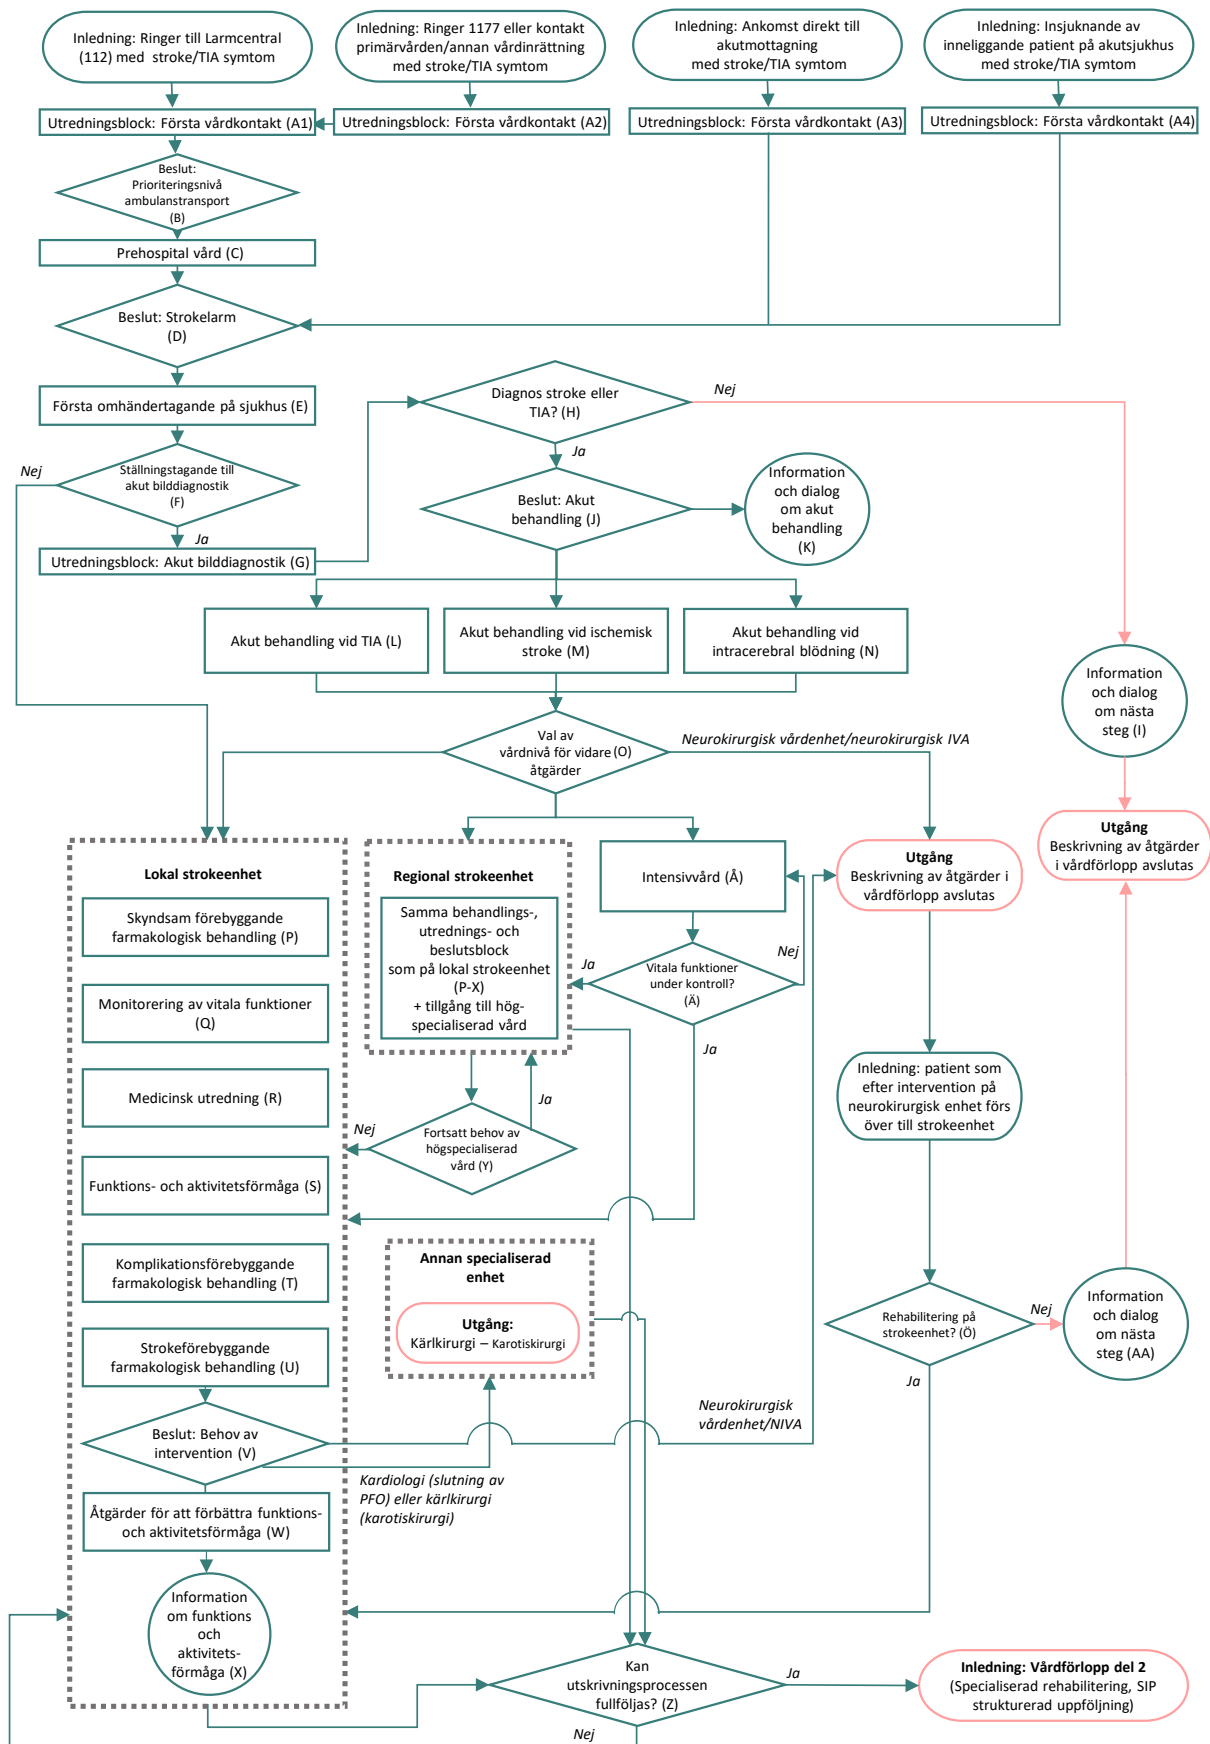 Inledning: Ringer till Larmcentral
(112) med stroke/TIA symtom
Inledning: Ringer 1177 eller kontakt
primärvården/annan vårdinrättning
med stroke/TIA symtom
Inledning: Ankomst direkt till
akutmottagning
med stroke/TIA symtom
Inledning: Insjuknande av
inneliggande patient på akutsjukhus
med stroke/TIA symtom
Utredningsblock: Första vårdkontakt (A1)
Utredningsblock: Första vårdkontakt (A2)
Utredningsblock: Första vårdkontakt (A3)
Utredningsblock: Första vårdkontakt (A4)
Beslut:
Prioriteringsnivå
ambulanstransport
(B)
Prehospital vård (C)
Beslut: Strokelarm
(D)
Första omhändertagande på sjukhus (E)
Diagnos stroke eller
TIA? (H)
Nej
Ja
Nej
Ställningstagande till
akut bilddiagnostik
(F)
Ja
Beslut: Akut
behandling (J)
Information
och dialog
om akut
behandling
(K)
Utredningsblock: Akut bilddiagnostik (G)
Akut behandling vid TIA (L)
Akut behandling vid ischemisk
stroke (M)
Akut behandling vid
intracerebral blödning (N)
Information
och dialog
om nästa
steg (I)
Val av
vårdnivå för vidare (O)
åtgärder
Neurokirurgisk vårdenhet/neurokirurgisk IVA
Utgång
Beskrivning av åtgärder
i vårdförlopp avslutas
Lokal strokeenhet
Regional strokeenhet
Intensivvård (Å)
Utgång
Beskrivning av åtgärder i
vårdförlopp avslutas
Skyndsam förebyggande
farmakologisk behandling (P)
Samma behandlings-,
utrednings- och
beslutsblock
som på lokal strokeenhet
(P-X)
+ tillgång till hög-
specialiserad vård
Ja
Vitala funktioner
under kontroll?
(Ä)
Nej
Monitorering av vitala funktioner
(Q)
Ja
Medicinsk utredning (R)
Ja
Inledning: patient som
efter intervention på
neurokirurgisk enhet förs
över till strokeenhet
Nej
Fortsatt behov av
högspecialiserad
vård (Y)
Funktions- och aktivitetsförmåga (S)
Komplikationsförebyggande
farmakologisk behandling (T)
Annan specialiserad
enhet
Utgång:
Kärlkirurgi – Karotiskirurgi
Rehabilitering på
strokeenhet? (Ö)
Nej
Information
och dialog
om nästa
steg (AA)
Ja
Strokeförebyggande
farmakologisk behandling (U)
Neurokirurgisk
vårdenhet/NIVA
Beslut: Behov av
intervention (V)
Kardiologi (slutning av
PFO) eller kärlkirurgi
(karotiskirurgi)
Åtgärder för att förbättra funktions-
och aktivitetsförmåga (W)
Information
om funktions
och
aktivitets-
förmåga (X)
Kan
utskrivningsprocessen
fullföljas? (Z)
Ja
Inledning: Vårdförlopp del 2
(Specialiserad rehabilitering, SIP
strukturerad uppföljning)
Nej